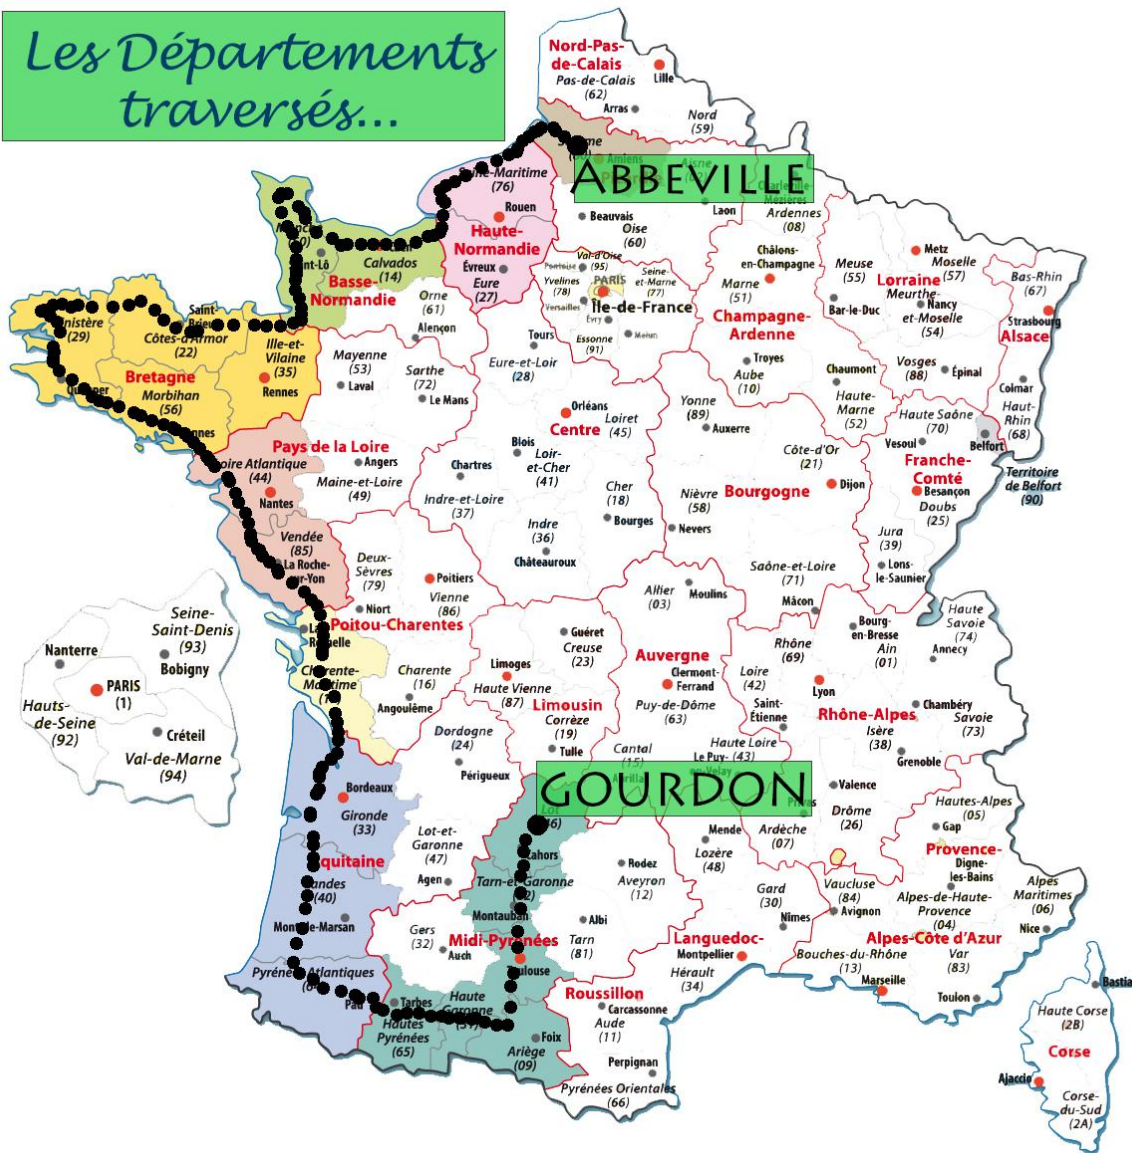 Les Départements
traversés...
Nord-Pas-
de-Calais
Pas-de-Calais
(62)
Lille
Arras
Nord
(59)
Amiens
ABBEVILLE
Seine-Maritime
(76)
Rouen
Beauvais
Oise
(60)
Laon
Ardennes
(08)
Haute-
Normandie
Évreux
Eure
(27)
Calvados
(14)
Basse-
Normandie
Orne
(61)
Alençon
Val-d'Oise
(95)
Pontoise
Yvelines
(78)
Versailles
PARIS
Seine-
et-Marne
(77)
Île-de-France
Évry
Melun
Essonne
(91)
Châlons-
en-Champagne
Marne
(51)
Champagne-
Ardenne
Troyes
Aube
(10)
Chaumont
Haute-
Marne
(52)
Meuse
(55)
Bar-le-Duc
Metz
Moselle
(57)
Lorraine
Meurthe-
Nancy
et-Moselle
(54)
Vosges
(88)
Épinal
Bas-Rhin
(67)
Strasbourg
Alsace
Colmar
Haut-
Rhin
(68)
Finistère
(29)
Saint-
Brieuc
Côtes-d'Armor
(22)
Ille-et-
Vilaine
(35)
Rennes
Bretagne
Morbihan
(56)
Mayenne
(53)
Laval
Sarthe
(72)
Le Mans
Tours
Eure-et-Loir
(28)
Orléans
Centre
Loiret
(45)
Blois
Loir-
et-Cher
(41)
Chartres
Indre-et-Loire
(37)
Cher
(18)
Bourges
Indre
(36)
Châteauroux
Yonne
(89)
Auxerre
Côte-d'Or
(21)
Bourgogne
Dijon
Nièvre
(58)
Nevers
Saône-et-Loire
(71)
Mâcon
Haute Saône
(70)
Vesoul
Belfort
Franche-
Comté
Besançon
Doubs
(25)
Territoire
de Belfort
(90)
Jura
(39)
Lons-
le-Saunier
Pays de la Loire
Loire Atlantique
(44)
Angers
Maine-et-Loire
(49)
Nantes
Vendée
(85)
La Roche-
sur-Yon
Deux-
Sèvres
(79)
Niort
Poitiers
Vienne
(86)
Poitou-Charentes
Charente-
Maritime
Charente
(16)
Angoulême
Limoges
Haute Vienne
(87)
Guéret
Creuse
(23)
Limousin
Corrèze
(19)
Tulle
Allier
(03)
Moulins
Auvergne
Clermont-
Ferrand
Puy-de-Dôme
(63)
Cantal
(15)
Haute Loire
(43)
Le Puy-
Rhône
(69)
Loire
(42)
Saint-
Étienne
Lyon
Bourg-
en-Bresse
Ain
(01)
Haute
Savoie
(74)
Annecy
Rhône-Alpes
Chambéry
Savoie
(73)
Isère
(38)
Grenoble
Valence
Drôme
(26)
Ardèche
(07)
Seine-
Saint-Denis
(93)
Nanterre
Bobigny
PARIS
(1)
Hauts-
de-Seine
(92)
Créteil
Val-de-Marne
(94)
Dordogne
(24)
Périgueux
Bordeaux
Gironde
(33)
Lot-et-
Garonne
(47)
Agen
GOURDON
Cahors
Tarn-et-Garonne
Montauban
Landes
(40)
Mont-de-Marsan
Pyrénées Atlantiques
Pau
Gers
(32)
Auch
Midi-Pyrénées
Toulouse
Tarbes
Hautes
Pyrénées
(65)
Haute
Garonne
Foix
Ariège
(09)
Rodez
Aveyron
(12)
Albi
Tarn
(81)
Mende
Lozère
(48)
Gard
(30)
Nîmes
Languedoc-
Montpellier
Hérault
(34)
Roussillon
Carcassonne
Aude
(11)
Perpignan
Pyrénées Orientales
(66)
Hautes-Alpes
(05)
Gap
Provence-
Digne-
les-Bains
Vaucluse
(84)
Avignon
Alpes-de-Haute-
Provence
(04)
Alpes
Maritimes
(06)
Nice
Alpes-Côte d'Azur
Bouches-du-Rhône
(13)
Marseille
Var
(83)
Toulon
Bastia
Haute Corse
(2B)
Corse
Ajaccio
Corse-
du-Sud
(2A)